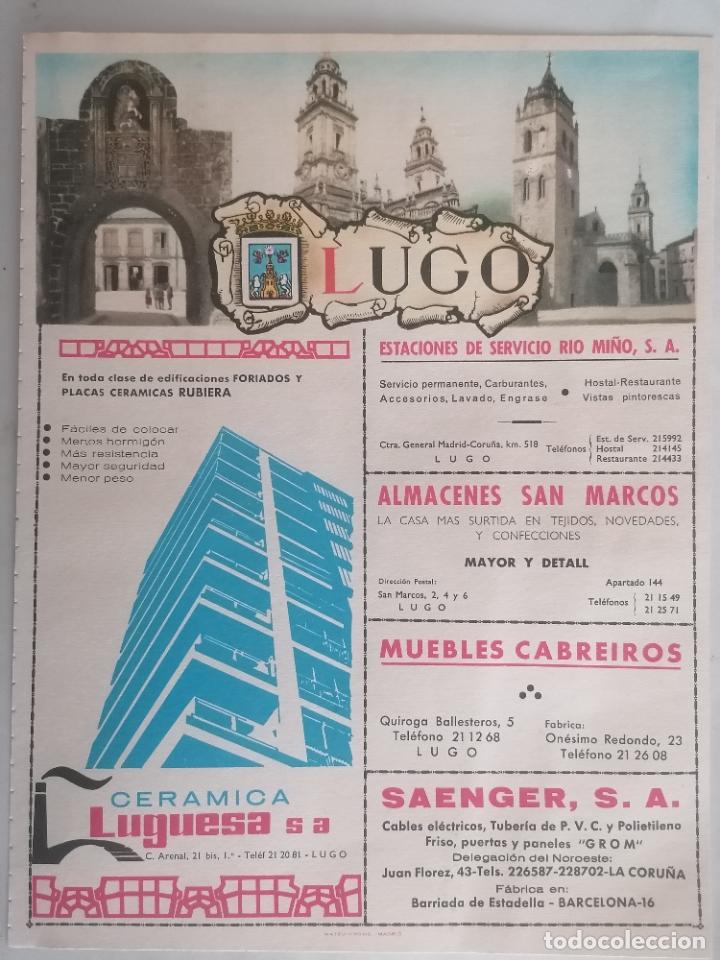 LUGO
En toda clase de edificaciones FORIADOS Y
PLACAS CERAMICAS RUBIERA
Fáciles de colocar
Menos hormigón
Más resistencia
Mayor seguridad
Menor peso
CERAMICA
Luguesa s a
C. Arenal, 21 bis, 1.° - Teléf 21 20 81 - LUGO
ESTACIONES DE SERVICIO RIO MIÑO, S. A.
Servicio permanente, Carburantes,
Accesorios, Lavado, Engrase
Hostal-Restaurante
Vistas pintorescas
Ctra. General Madrid-Coruña, km. 518
LUGO
Teléfonos
Est. de Serv. 215992
Hostal 214145
Restaurante 214433
ALMACENES SAN MARCOS
LA CASA MAS SURTIDA EN TEJIDOS, NOVEDADES,
Y CONFECCIONES
MAYOR Y DETALL
Dirección Postal:
San Marcos, 2, 4 y 6
LUGO
Apartado 144
Teléfonos
21 15 49
21 25 71
MUEBLES CABREIROS
Quiroga Ballesteros, 5
Teléfono 21 12 68
LUGO
Fabrica:
Onésimo Redondo, 23
Teléfono 21 26 08
SAENGER, S. A.
Cables eléctricos, Tubería de P. V. C. y Polietileno
Friso, puertas y paneles "GROM"
Delegación del Noroeste:
Juan Florez, 43-Tels. 226587-228702-LA CORUÑA
Fábrica en:
Barriada de Estadella - BARCELONA-16
todocoleccion